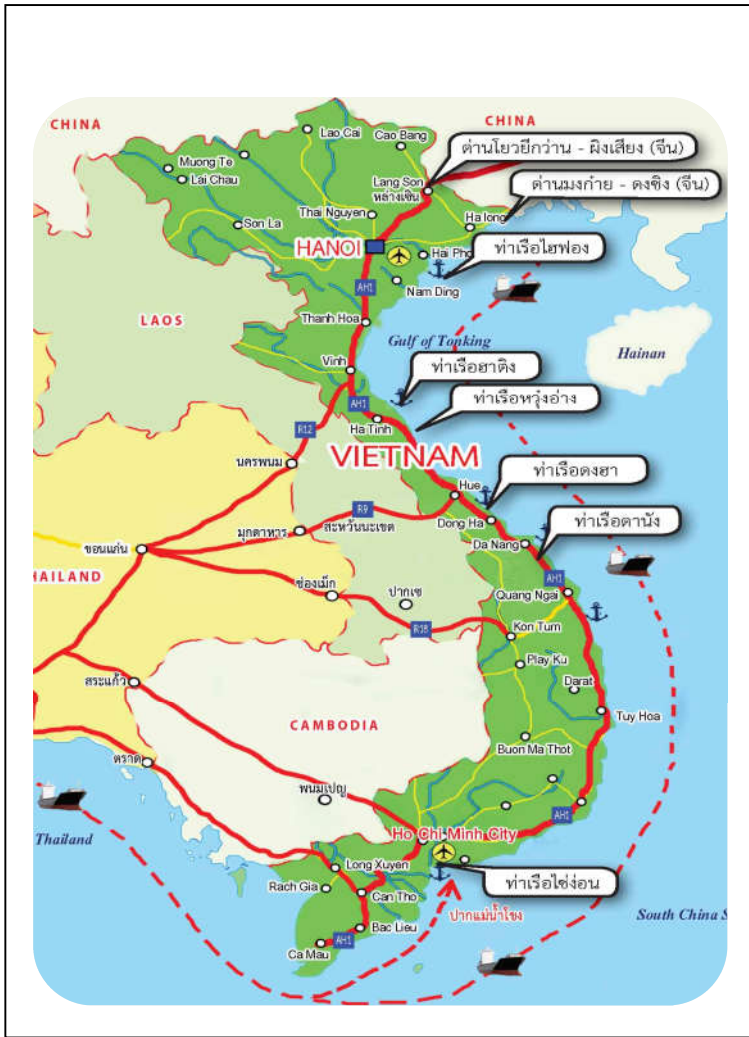 CHINA
CHINA
Lao Cai
Cao Bang
ด่านโยวยีกว่าน - ผิงเสียง (จีน)
Muong Te
Lai Chau
Lang Son
หล่างเซิน
ด่านมงก๋าย - ตงซิง (จีน)
Thai Nguyen
Ha long
Son La
HANOI
Hai Pho
ท่าเรือไฮฟอง
AH1
Nam Ding
LAOS
Thanh Hoa
Gulf of Tonking
Hainan
Vinh
ท่าเรือฮาติง
AH1
ท่าเรือหวุ๋งอ่าง
R12
Ha Tinh
VIETNAM
นครพนม
Hue
ท่าเรือดงฮา
R9
มุกดาหาร
สะหวันนะเขต
Dong Ha
ท่าเรือดานัง
ขอนแก่น
Da Nang
HAILAND
ช่องเม็ก
ปากเซ
AH1
Quang Ngai
R18
Kon Tum
Play Ku
สระแก้ว
Darat
CAMBODIA
Tuy Hoa
Buon Ma Thot
ตราด
พนมเปญ
AH1
Thailand
Ho Chi Minh City
Long Xuyen
ท่าเรือไซ่ง่อน
Rach Gia
Can Tho
ปากแม่น้ำโขง
South China S
Bac Lieu
AH1
Ca Mau